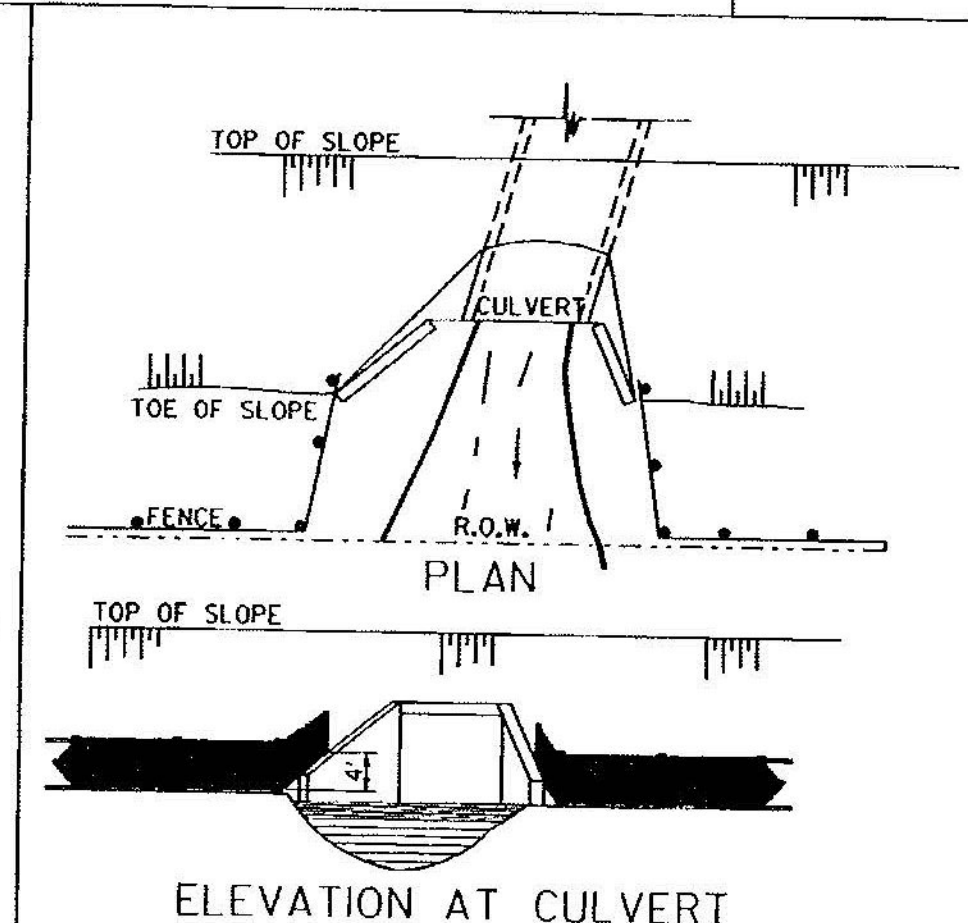 TOP OF SLOPE
CULVERT
TOE OF SLOPE
FENCE
R.O.W.
PLAN
TOP OF SLOPE
4'
ELEVATION AT CULVERT